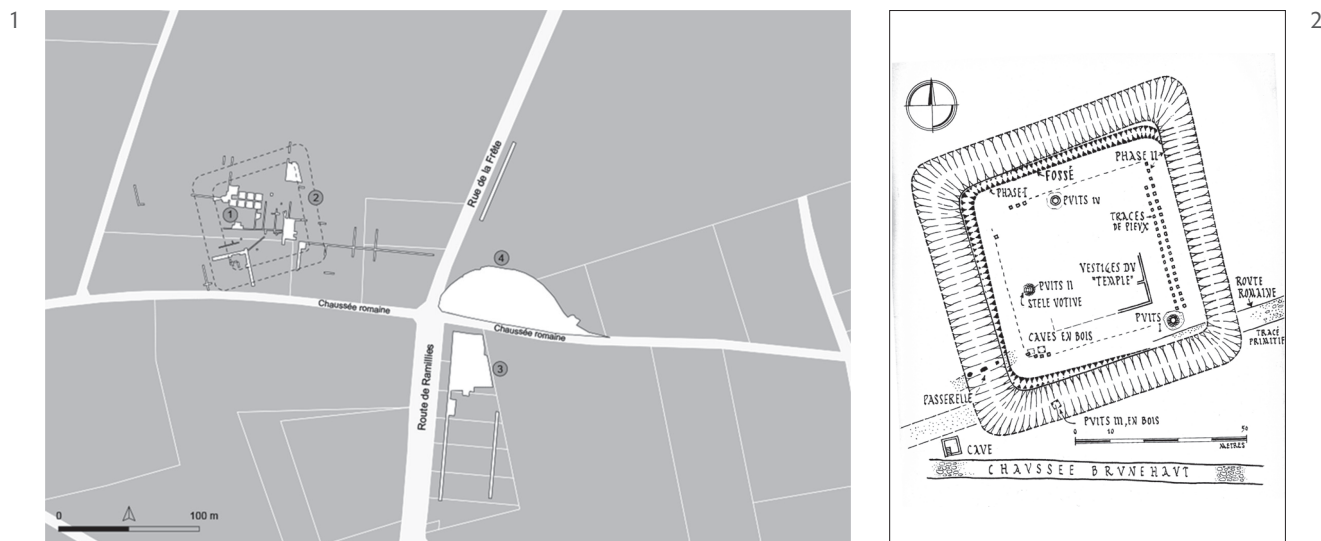 1
Rue de la Frête
1
2
4
Chaussée romaine
Chaussée romaine
3
Route de Ramillies
0
100 m
2
PHASE II
FOSSÉ
PHASE I
PUITS IV
TRACES
DE PIEUX
VESTIGES DU
"TEMPLE"
ROUTE
ROMAINE
PUITS II
STELE VOTIVE
PUITS
I
TRACÉ
PRIMITIF
CAVES EN BOIS
PASSERELLE
PUITS III, EN BOIS
0
10
50
METRES
CAVE
CHAUSSEE BRUNEHAUT